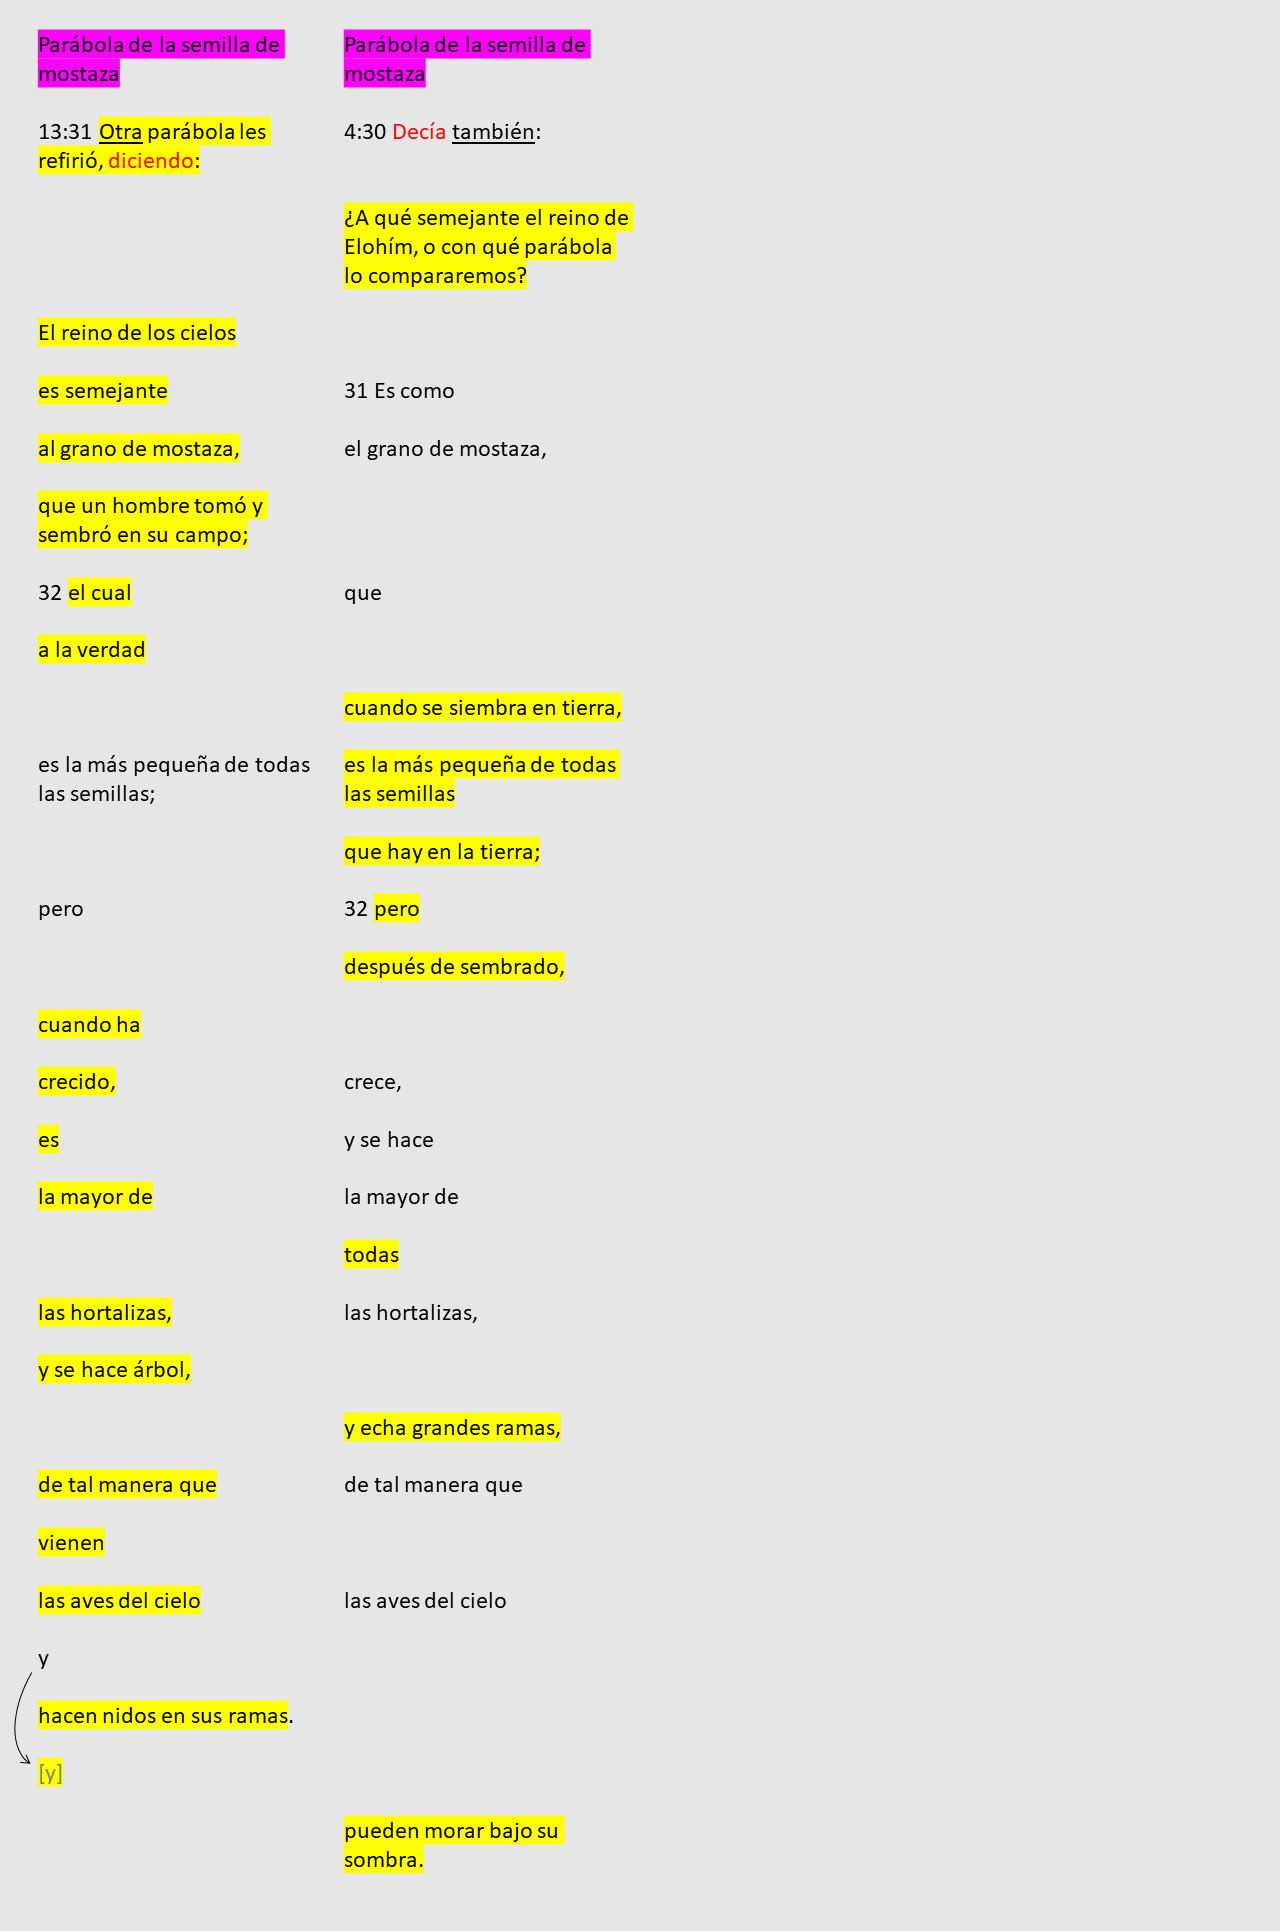 Parábola de la semilla de
mostaza
Parábola de la semilla de
mostaza
13:31 Otra parábola les
refirió, diciendo:
4:30 Decía también:
¿A qué semejante el reino de
Elohím, o con qué parábola
lo compararemos?
El reino de los cielos
es semejante
31 Es como
al grano de mostaza,
el grano de mostaza,
que un hombre tomó y
sembró en su campo;
32 el cual
que
a la verdad
cuando se siembra en tierra,
es la más pequeña de todas
las semillas;
es la más pequeña de todas
las semillas
que hay en la tierra;
pero
32 pero
después de sembrado,
cuando ha
crecido,
crece,
es
y se hace
la mayor de
la mayor de
todas
las hortalizas,
las hortalizas,
y se hace árbol,
y echa grandes ramas,
de tal manera que
de tal manera que
vienen
las aves del cielo
las aves del cielo
y
hacen nidos en sus ramas.
[y]
pueden morar bajo su
sombra.